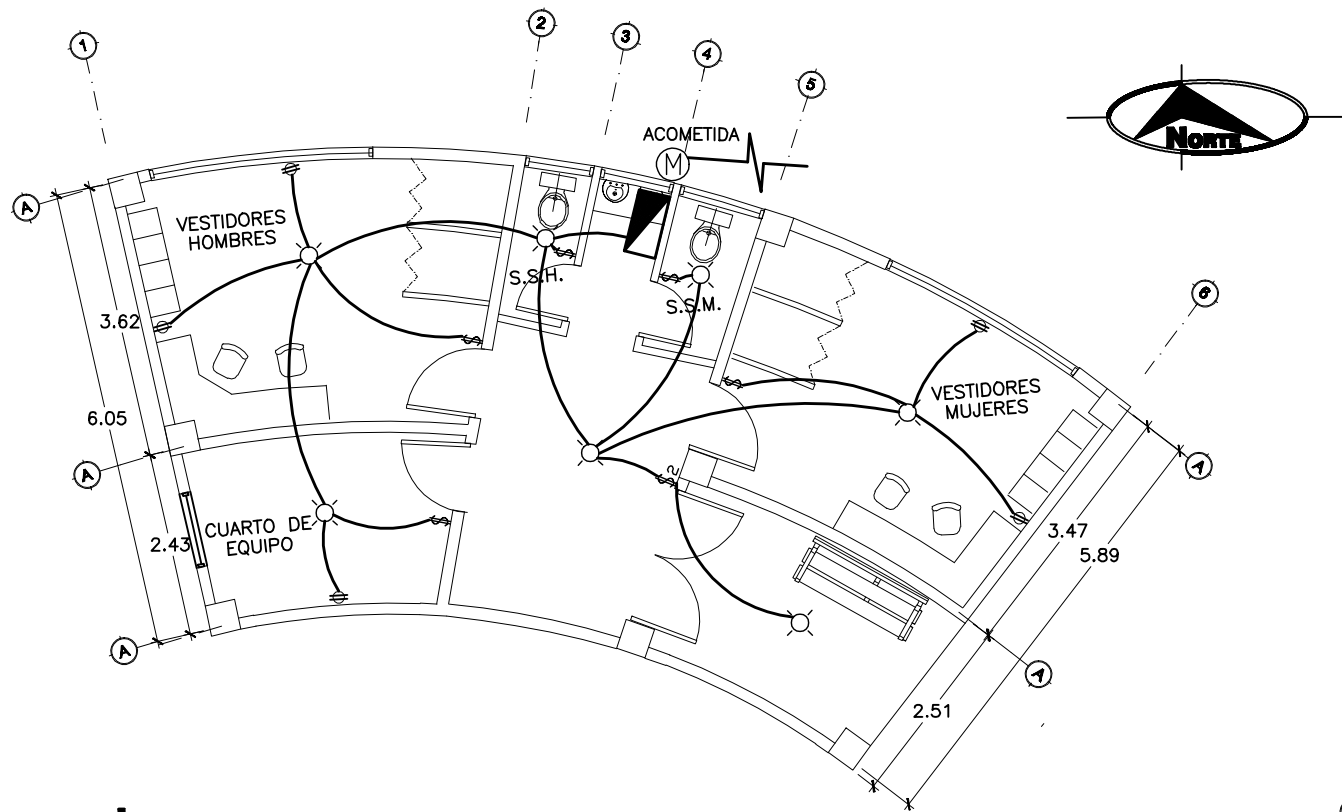 1
2
3
4
5
6
NORTE
ACOMETIDA
M
A
VESTIDORES
HOMBRES
S.S.H.
S.S.M.
3.62
6.05
VESTIDORES
MUJERES
A
2
A
CUARTO DE
EQUIPO
2.43
3.47
5.89
A
A
2.51